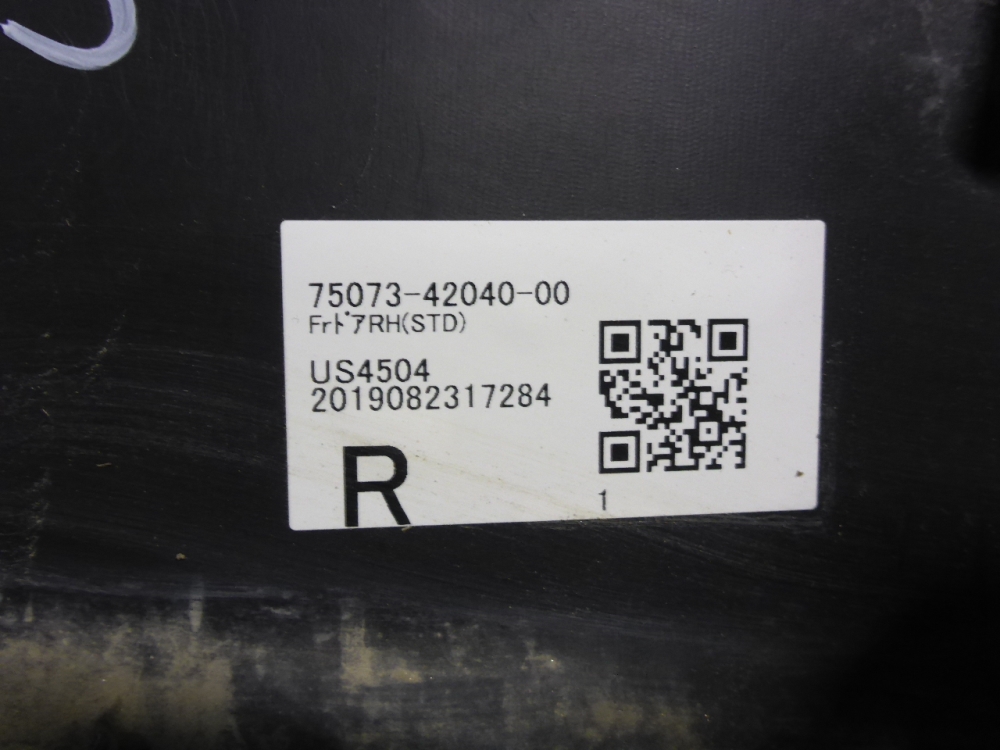 75073-42040-00
Frﾄﾞｱ RH(STD)
US4504
2019082317284
R
1